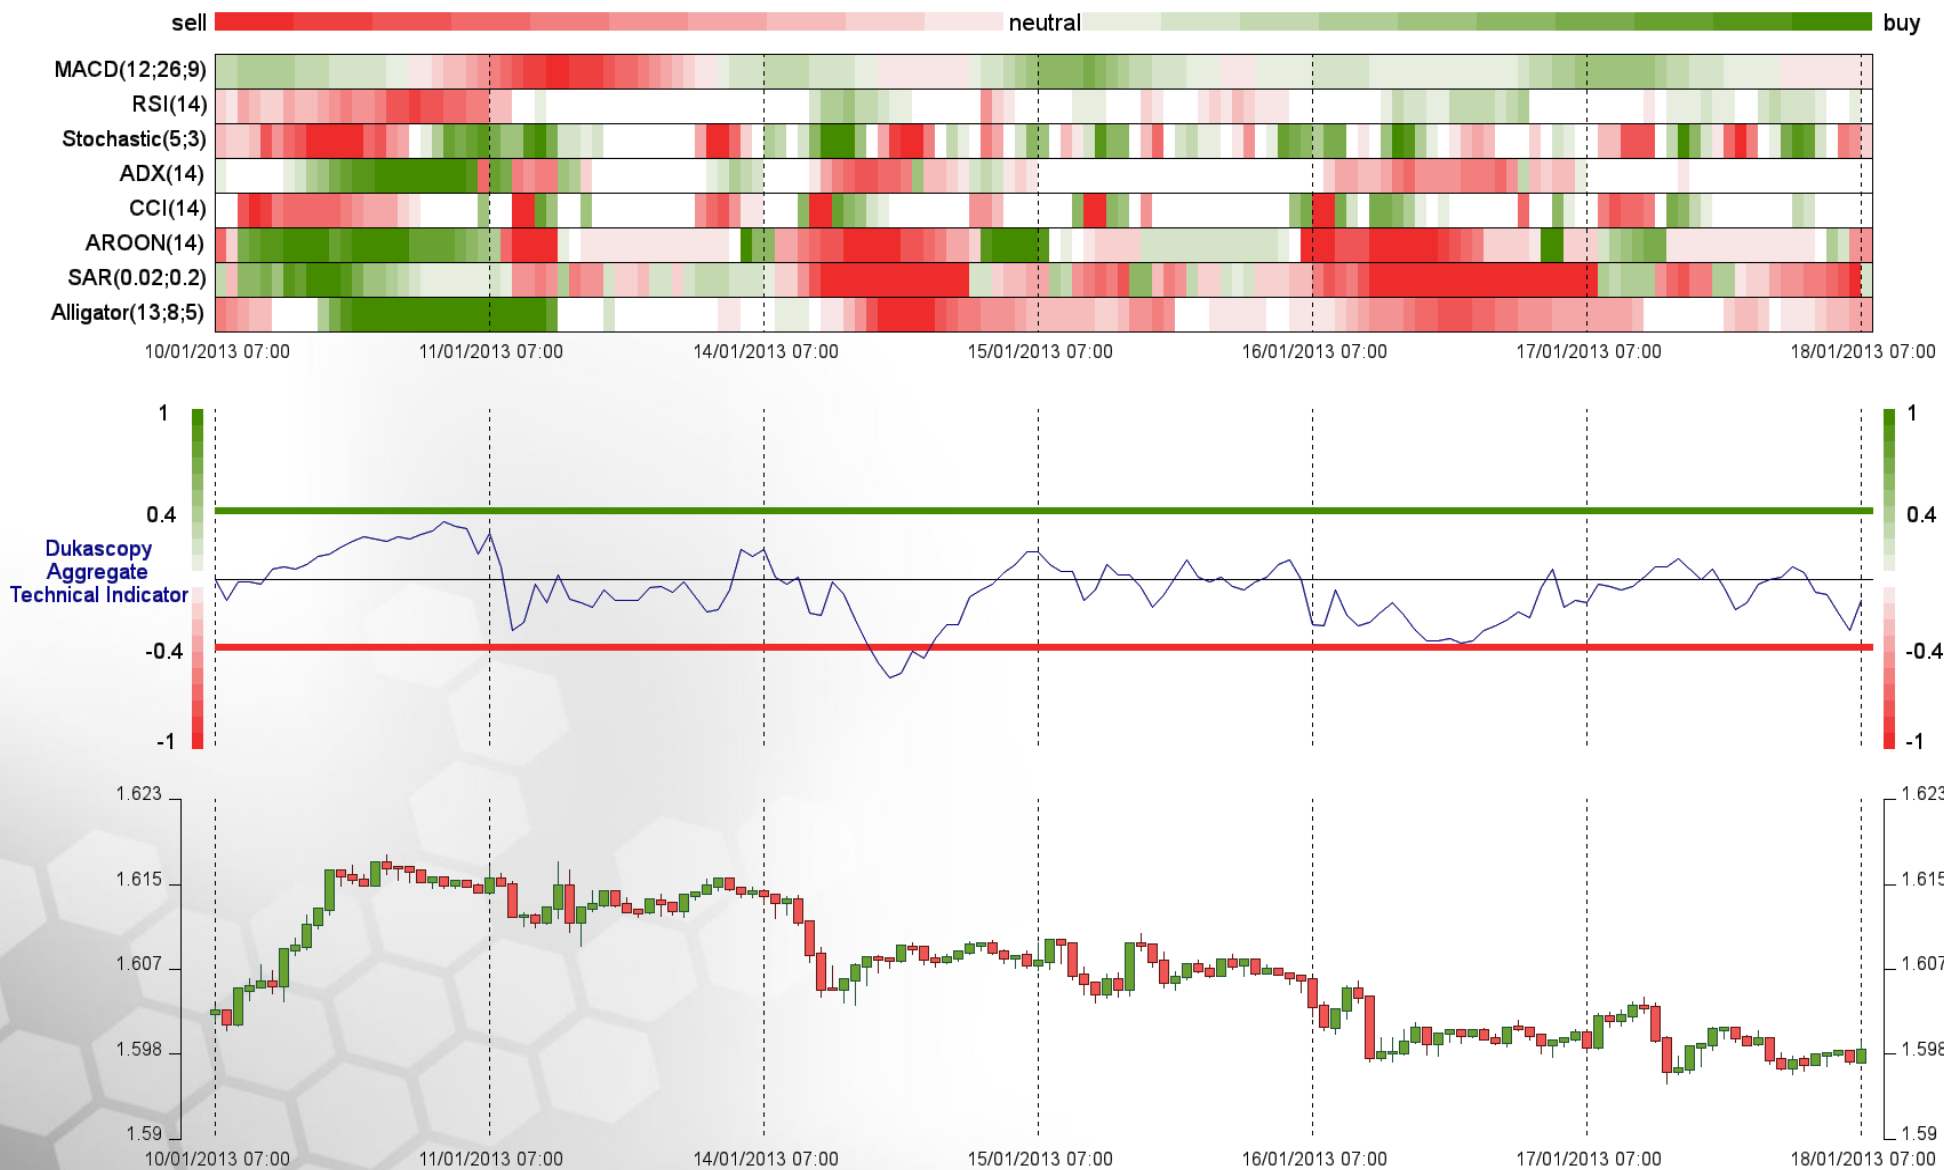 sell neutral buy
MACD(12;26;9)
RSI(14)
Stochastic(5;3)
ADX(14)
CCI(14)
AROON(14)
SAR(0.02;0.2)
Alligator(13;8;5)
10/01/2013 07:00 11/01/2013 07:00 14/01/2013 07:00 15/01/2013 07:00 16/01/2013 07:00 17/01/2013 07:00 18/01/2013 07:00
1 1
0.4 0.4
Dukascopy
Aggregate
Technical Indicator
-0.4 -0.4
-1 -1
1.623 1.623
1.615 1.615
1.607 1.607
1.598 1.598
1.59 1.59
10/01/2013 07:00 11/01/2013 07:00 14/01/2013 07:00 15/01/2013 07:00 16/01/2013 07:00 17/01/2013 07:00 18/01/2013 07:00